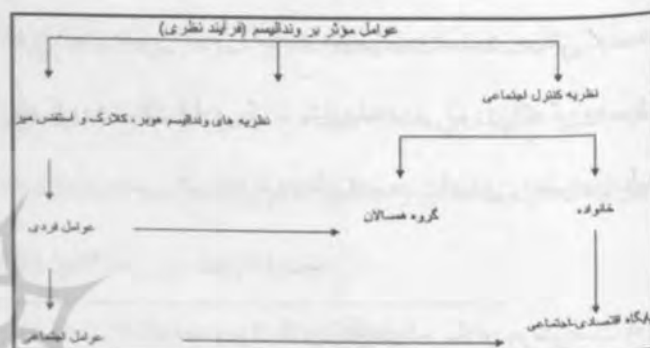 عوامل مؤثر بر وندالیسم (فرآیند نظری)
نظریه کنترل اجتماعی
نظریه های وندالیسم هوبر، کلارک و استفنس میر
خانواده
گروه همسالان
عوامل فردی
پایگاه اقتصادی-اجتماعی
عوامل اجتماعی